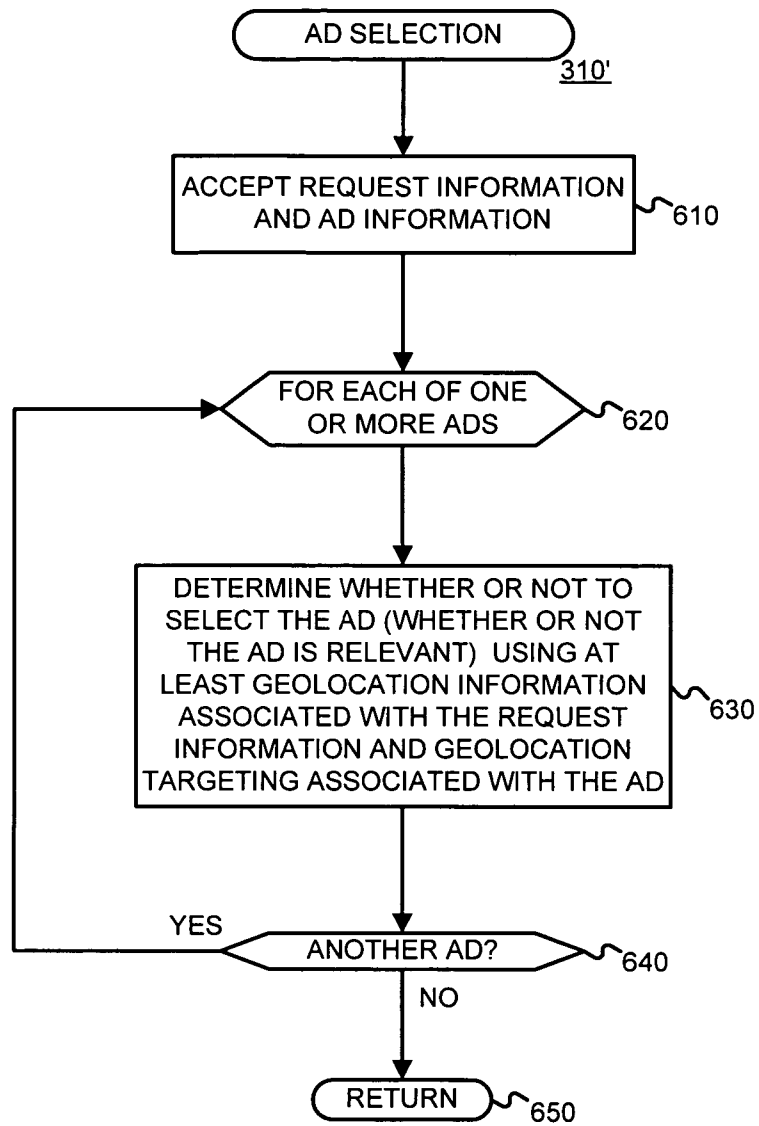 AD SELECTION
310'
ACCEPT REQUEST INFORMATION
AND AD INFORMATION
610
FOR EACH OF ONE
OR MORE ADS
620
DETERMINE WHETHER OR NOT TO
SELECT THE AD (WHETHER OR NOT
THE AD IS RELEVANT) USING AT
LEAST GEOLOCATION INFORMATION
ASSOCIATED WITH THE REQUEST
INFORMATION AND GEOLOCATION
TARGETING ASSOCIATED WITH THE AD
630
YES
ANOTHER AD?
640
NO
RETURN
650